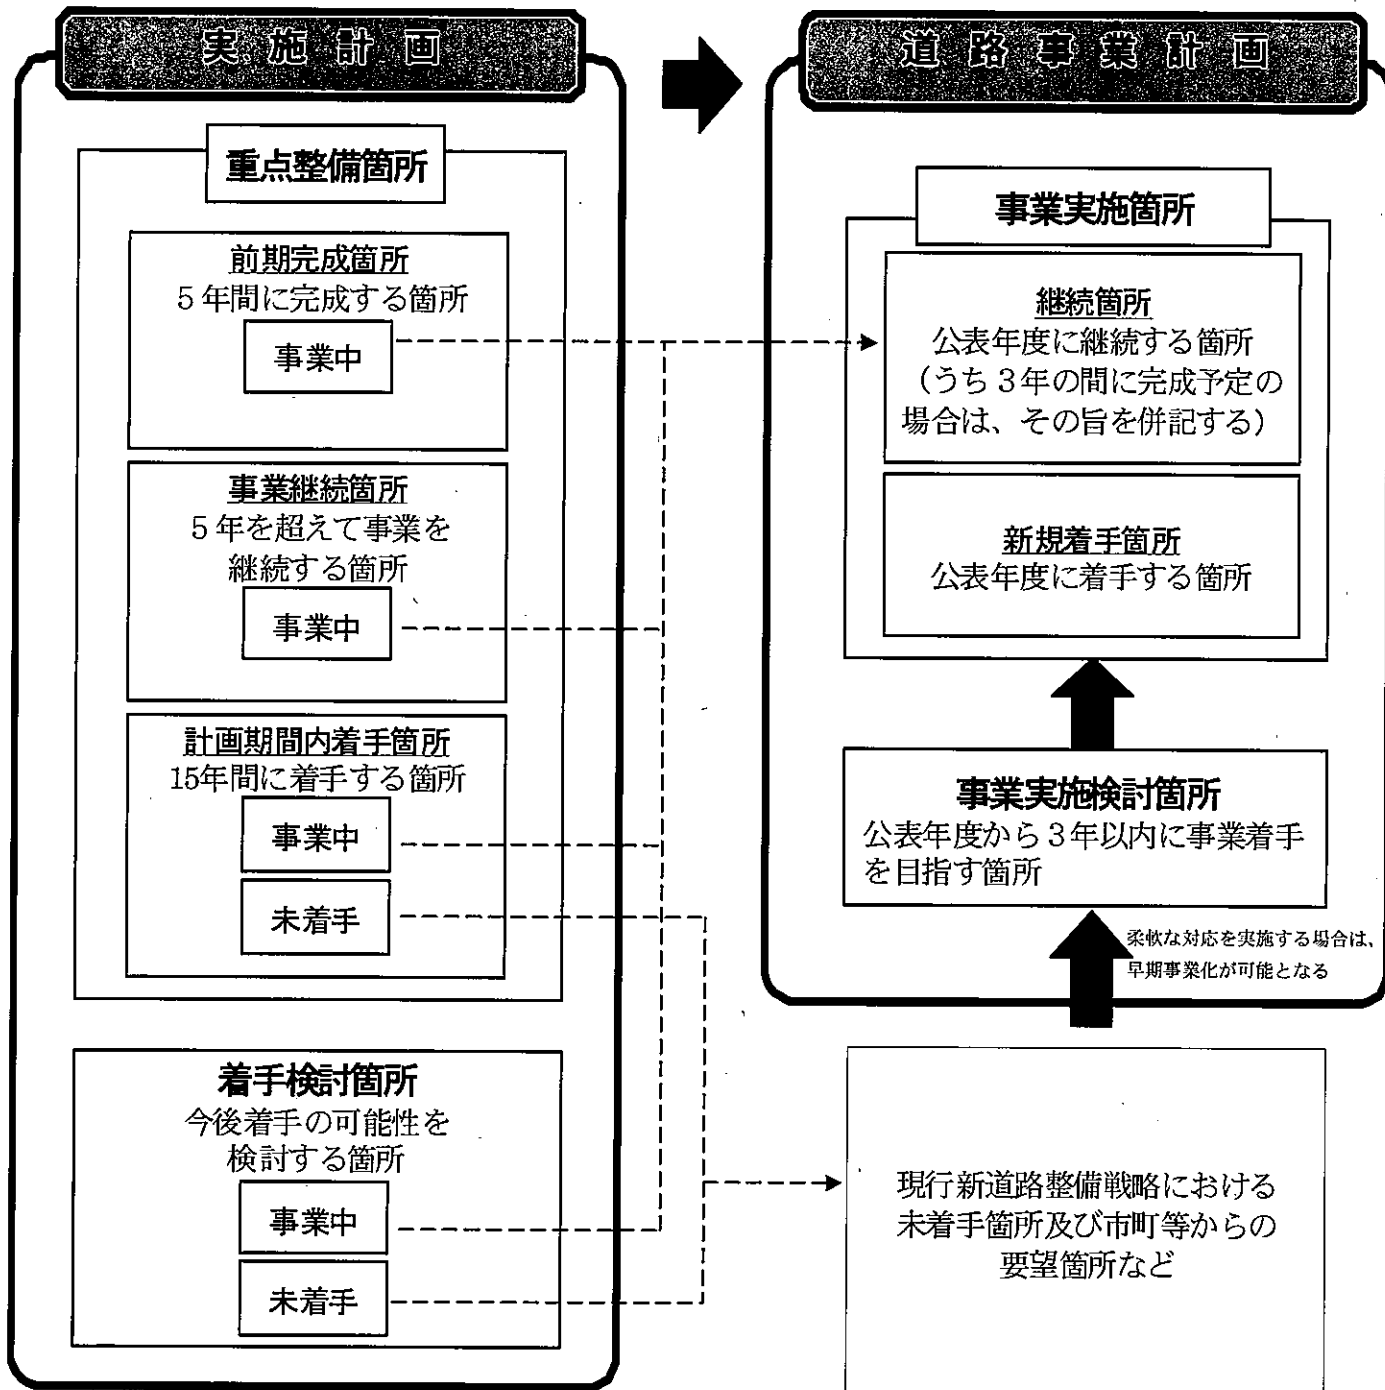 実施計画
重点整備箇所
前期完成箇所
5年間に完成する箇所
事業中
事業継続箇所
5年を超えて事業を
継続する箇所
事業中
計画期間内着手箇所
15年間に着手する箇所
事業中
未着手
着手検討箇所
今後着手の可能性を
検討する箇所
事業中
未着手
道路事業計画
事業実施箇所
継続箇所
公表年度に継続する箇所
（うち3年の間に完成予定の
場合は、その旨を併記する）
新規着手箇所
公表年度に着手する箇所
事業実施検討箇所
公表年度から3年以内に事業着手
を目指す箇所
柔軟な対応を実施する場合は、
早期事業化が可能となる
現行新道路整備戦略における
未着手箇所及び市町等からの
要望箇所など